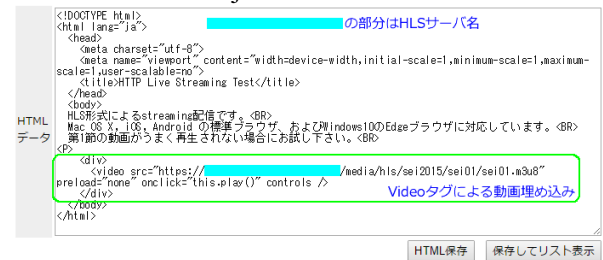 <!DOCTYPE html>
<html lang="ja">
の部分はHLSサーバ名
<head>
<meta charset="utf-8">
<meta name="viewport" content="width=device-width,initial-scale=1,minimum-scale=1,maximum-
scale=1,user-scalable=no">
<title>HTTP Live Streaming Test</title>
</head>
<body>
HLS形式によるstreaming配信です。<BR>
Mac OS X, iOS, Android の標準ブラウザ、およびWindows10のEdgeブラウザに対応しています。<BR>
第1節の動画がうまく再生されない場合にお試し下さい。<BR>
<P>
<div>
<video src="https:// /media/hls/sei2015/sei01/sei01.m3u8"
preload="none" onclick="this.play()" controls />
</div>
Videoタグによる動画埋め込み
</body>
</html>
HTML
データ
HTML保存 保存してリスト表示